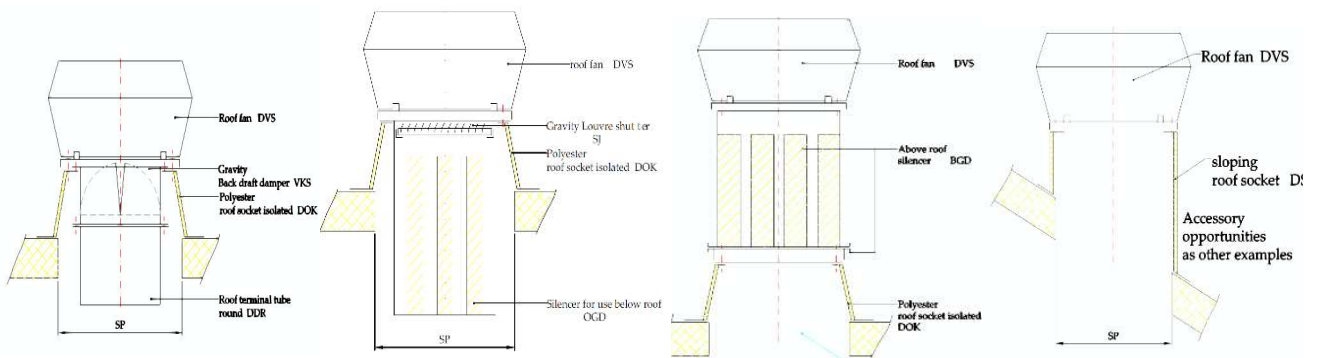 Roof fan DVS
Gravity
Back draft damper VKS
Polyester
roof socket isolated DOK
Roof terminal tube
round DDR
SP
roof fan DVS
Gravity Louvre shutter
SJ
Polyester
roof socket isolated DOK
Silencer for use below roof
OGD
SP
Roof fan DVS
Above roof
silencer BGD
Polyester
roof socket isolated
DOK
Roof fan DVS
sloping
roof socket
Accessory
opportunities
as other examples
SP